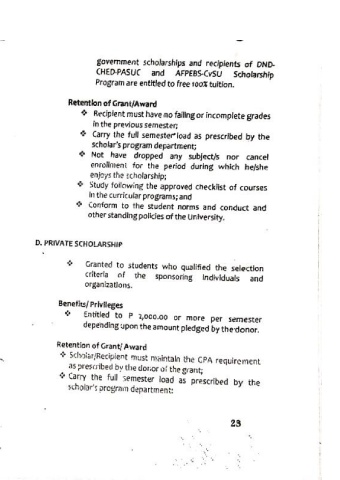 government scholarships and recipients of DND-
CHED-PASUC and AFPEBS-CvSU Scholarship
Program are entitled to free 100% tuition.
Retention of Grant/Award
❖ Recipient must have no failing or incomplete grades
in the previous semester;
❖ Carry the full semester load as prescribed by the
scholar's program department;
❖ Not have dropped any subject/s nor cancel
enrollment for the period during which he/she
enjoys the scholarship;
❖ Study following the approved checklist of courses
in the curricular programs; and
❖ Conform to the student norms and conduct and
other standing policies of the University.
D. PRIVATE SCHOLARSHIP
❖ Granted to students who qualified the selection
criteria of the sponsoring individuals and
organizations.
Benefits/ Privileges
❖ Entitled to P 2,000.00 or more per semester
depending upon the amount pledged by the donor.
Retention of Grant/ Award
❖ Scholar/Recipient must maintain the GPA requirement
as prescribed by the donor of the grant;
❖ Carry the full semester load as prescribed by the
scholar's program department:
23